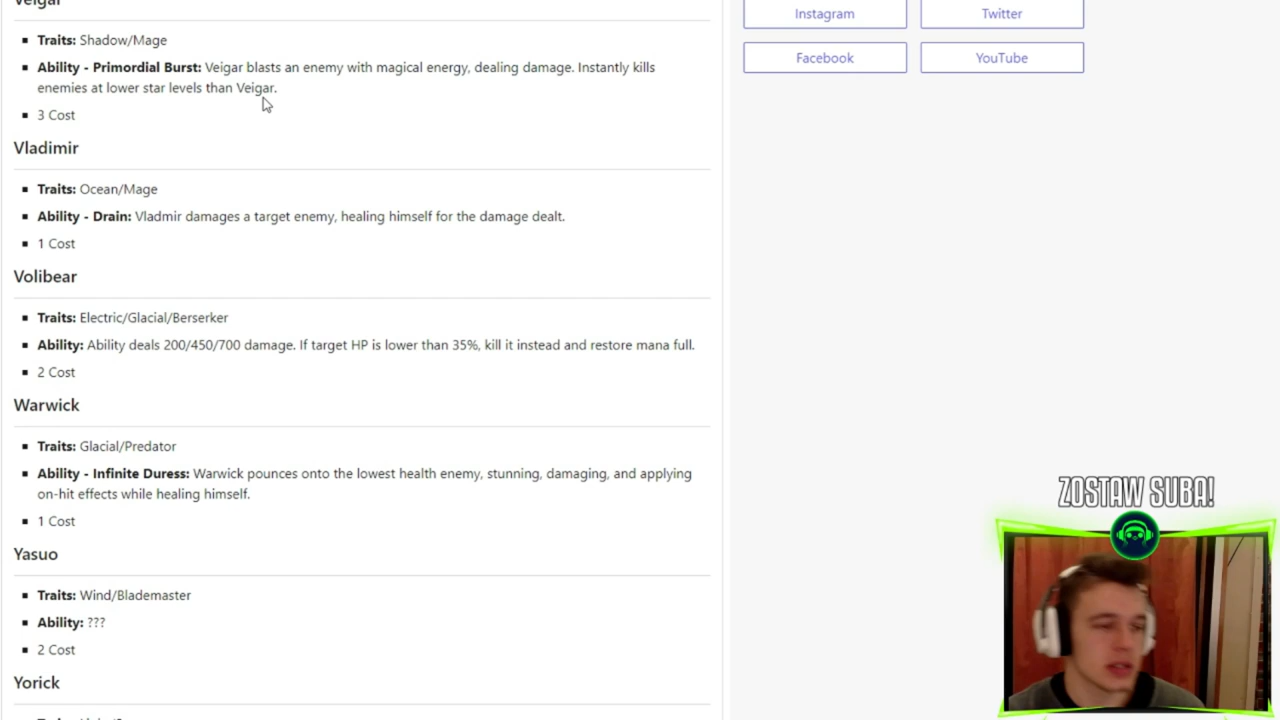 Veigar
Instagram
Twitter
Traits: Shadow/Mage
Ability - Primordial Burst: Veigar blasts an enemy with magical energy, dealing damage. Instantly kills
enemies at lower star levels than Veigar.
Facebook
YouTube
3 Cost
Vladimir
Traits: Ocean/Mage
Ability - Drain: Vladmir damages a target enemy, healing himself for the damage dealt.
1 Cost
Volibear
Traits: Electric/Glacial/Berserker
Ability: Ability deals 200/450/700 damage. If target HP is lower than 35%, kill it instead and restore mana full.
2 Cost
Warwick
Traits: Glacial/Predator
Ability - Infinite Duress: Warwick pounces onto the lowest health enemy, stunning, damaging, and applying
on-hit effects while healing himself.
1 Cost
Yasuo
Traits: Wind/Blademaster
Ability: ???
2 Cost
Yorick
ZOSTAW SUBA!